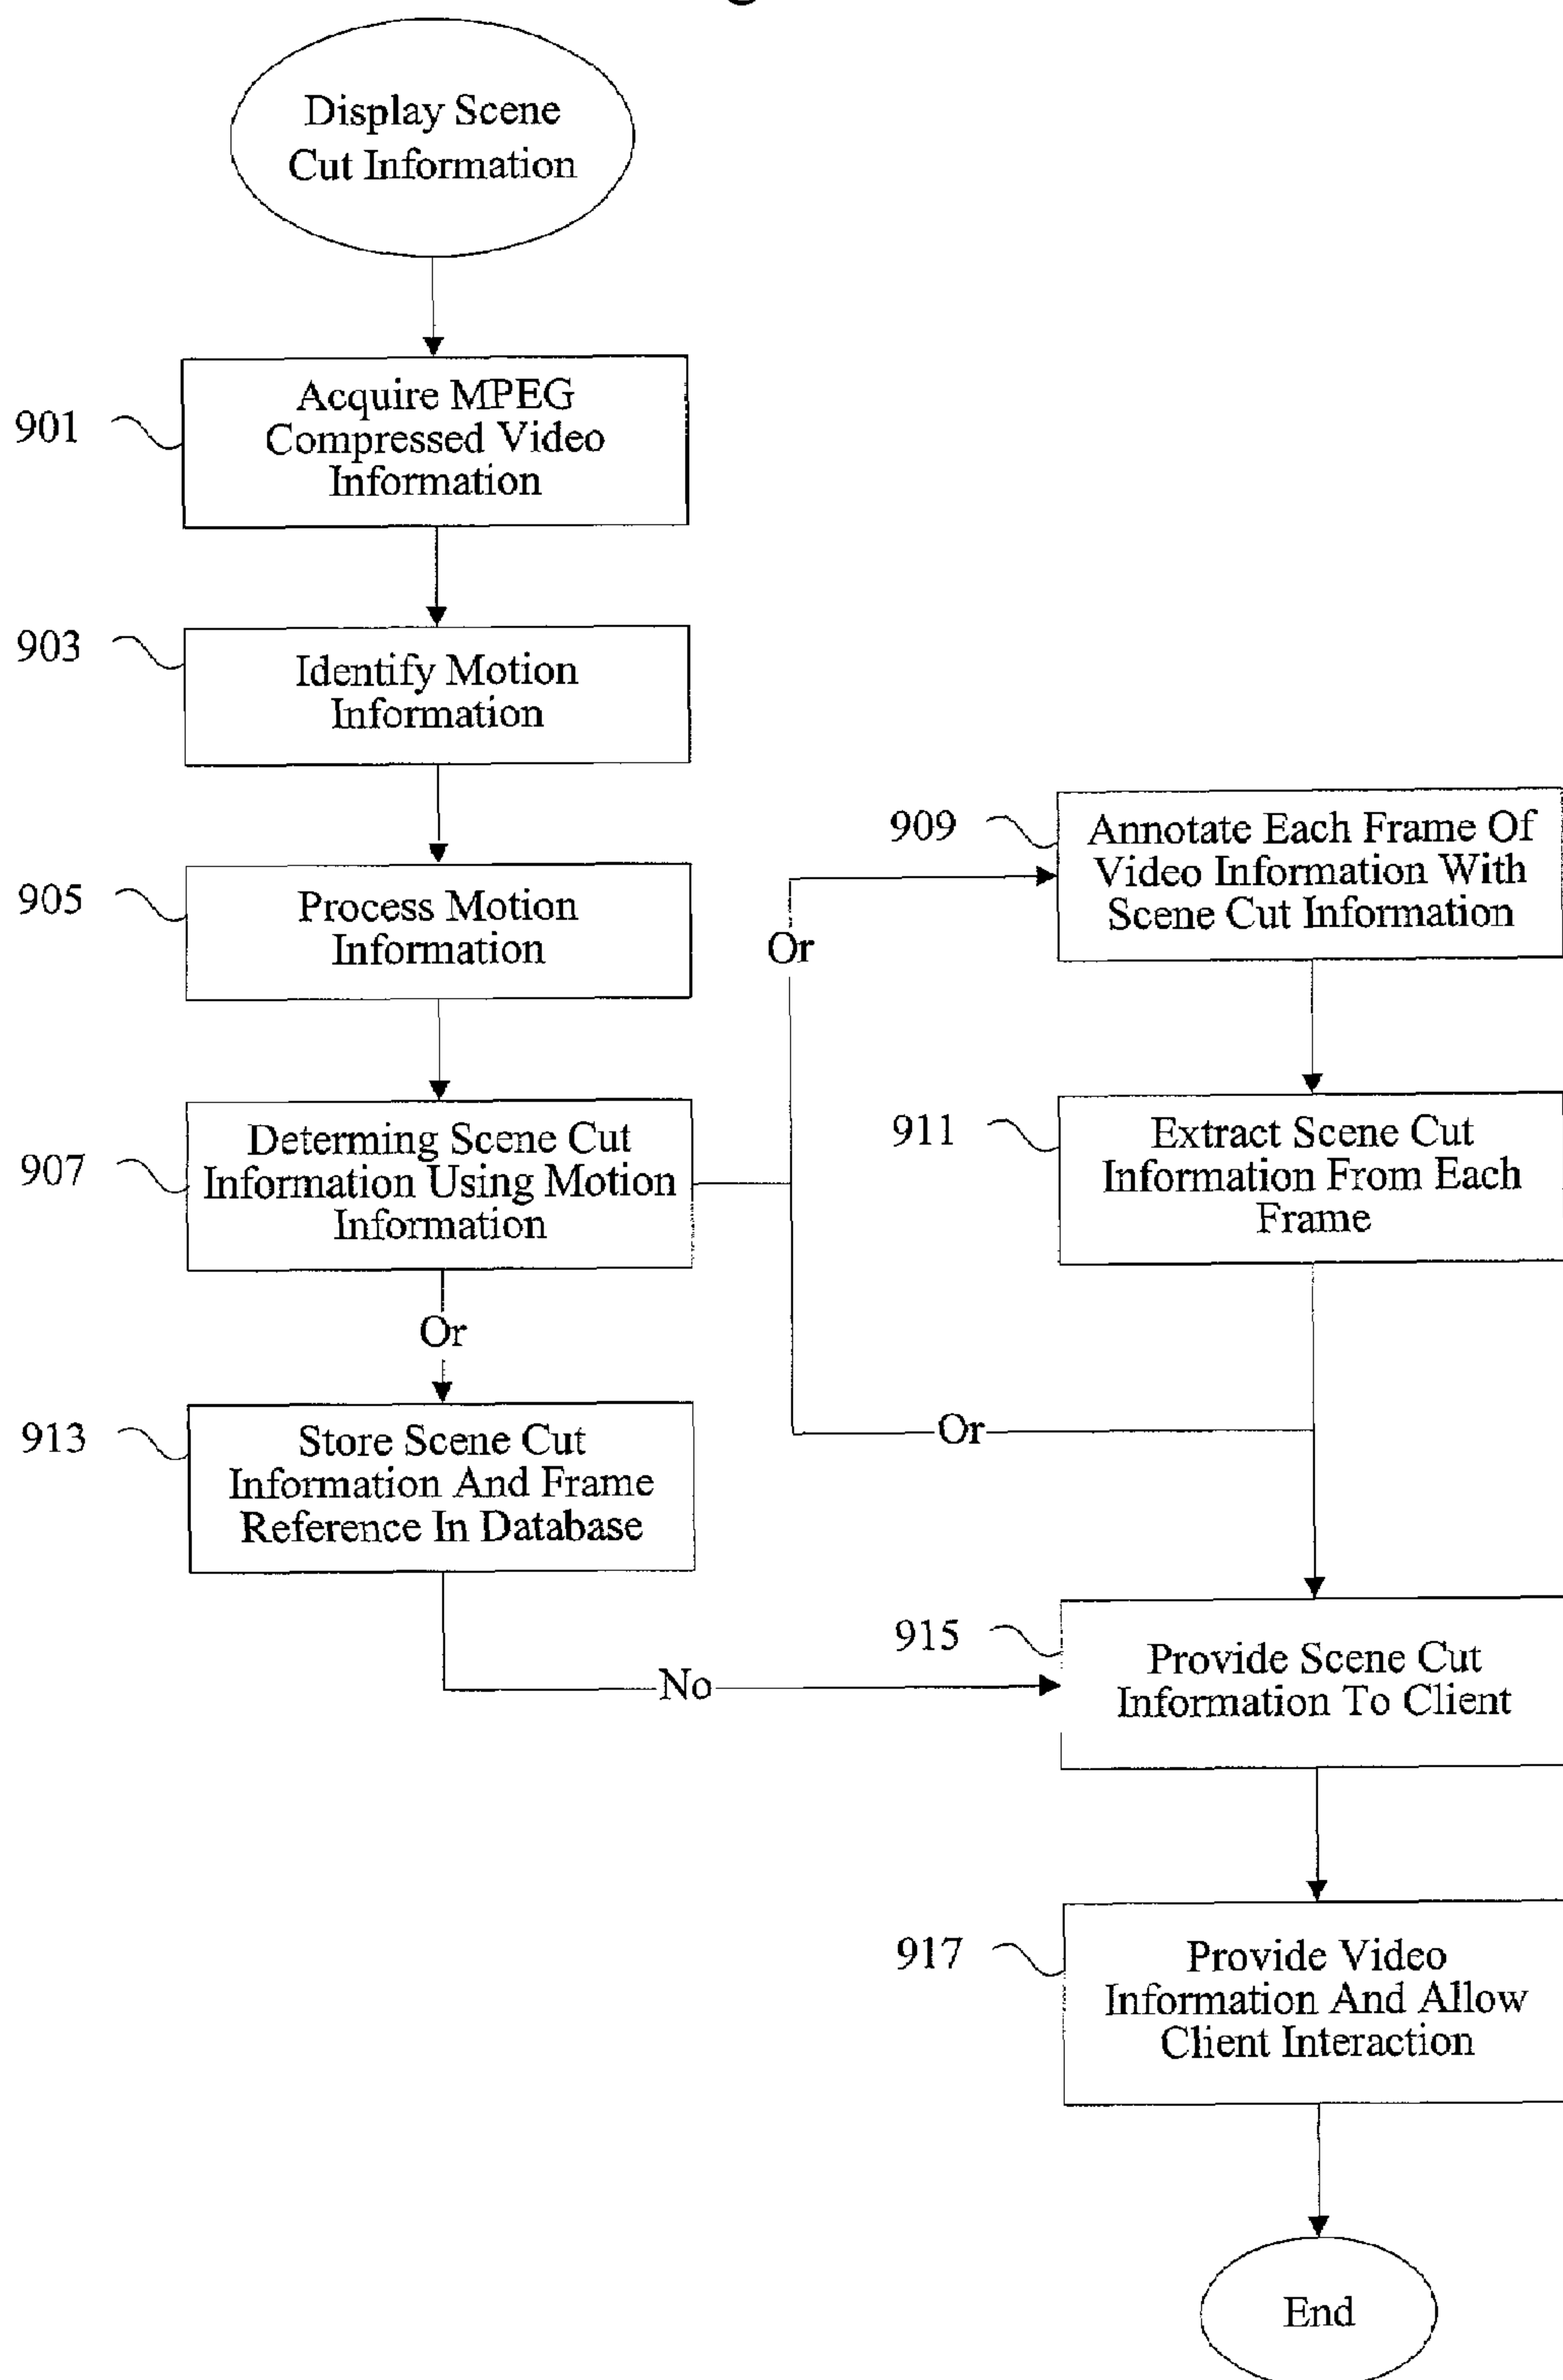 Display Scene
Cut Information
901
Acquire MPEG
Compressed Video
Information
903
Identify Motion
Information
905
Process Motion
Information
907
Determing Scene Cut
Information Using Motion
Information
Or
909
Annotate Each Frame Of
Video Information With
Scene Cut Information
911
Extract Scene Cut
Information From Each
Frame
Or
Or
913
Store Scene Cut
Information And Frame
Reference In Database
No
915
Provide Scene Cut
Information To Client
917
Provide Video
Information And Allow
Client Interaction
End